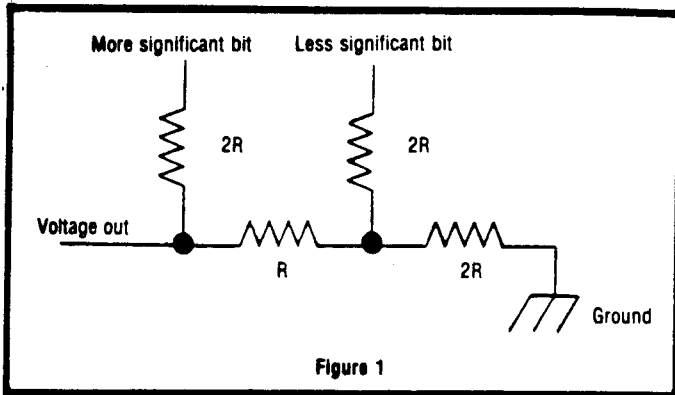 More significant bit Less significant bit
2R 2R
Voltage out
R 2R
Ground
Figure 1